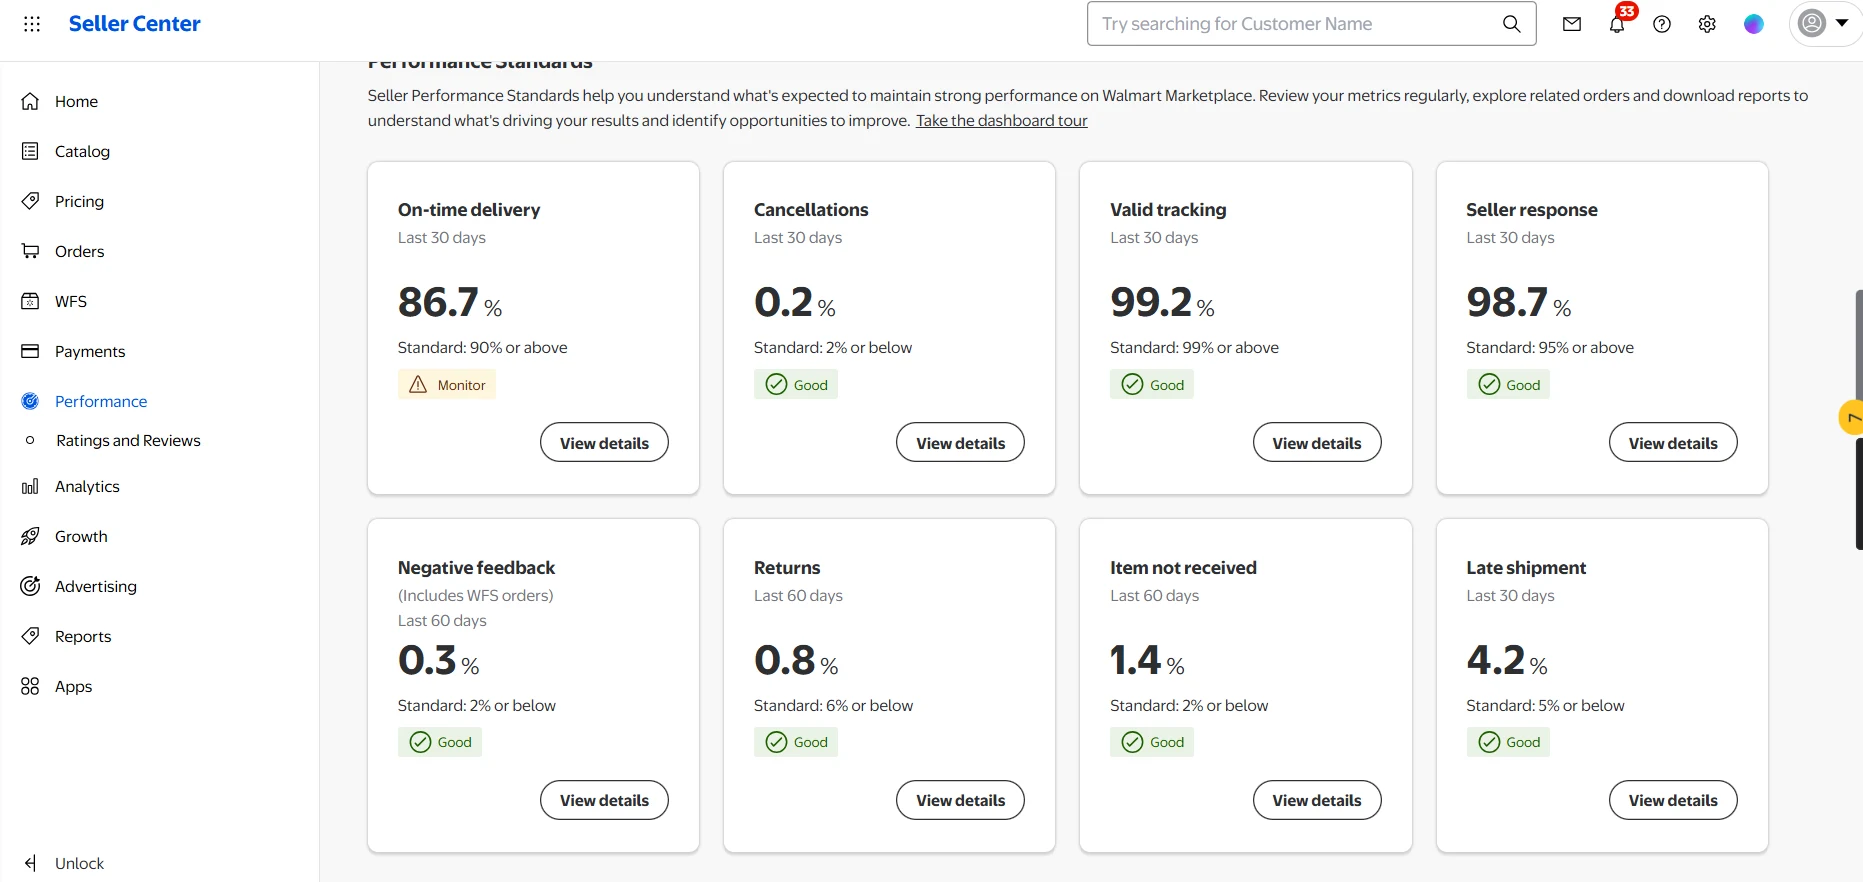 Seller Center
Try searching for Customer Name
33
Home
Catalog
Pricing
Orders
WFS
Payments
Performance
Ratings and Reviews
Analytics
Growth
Advertising
Reports
Apps
Unlock
Performance Standards
Seller Performance Standards help you understand what's expected to maintain strong performance on Walmart Marketplace. Review your metrics regularly, explore related orders and download reports to
understand what's driving your results and identify opportunities to improve. Take the dashboard tour
On-time delivery
Last 30 days
86.7 %
Standard: 90% or above
Monitor
View details
Cancellations
Last 30 days
0.2 %
Standard: 2% or below
Good
View details
Valid tracking
Last 30 days
99.2 %
Standard: 99% or above
Good
View details
Seller response
Last 30 days
98.7 %
Standard: 95% or above
Good
View details
Negative feedback
(Includes WFS orders)
Last 60 days
0.3 %
Standard: 2% or below
Good
View details
Returns
Last 60 days
0.8 %
Standard: 6% or below
Good
View details
Item not received
Last 60 days
1.4 %
Standard: 2% or below
Good
View details
Late shipment
Last 30 days
4.2 %
Standard: 5% or below
Good
View details